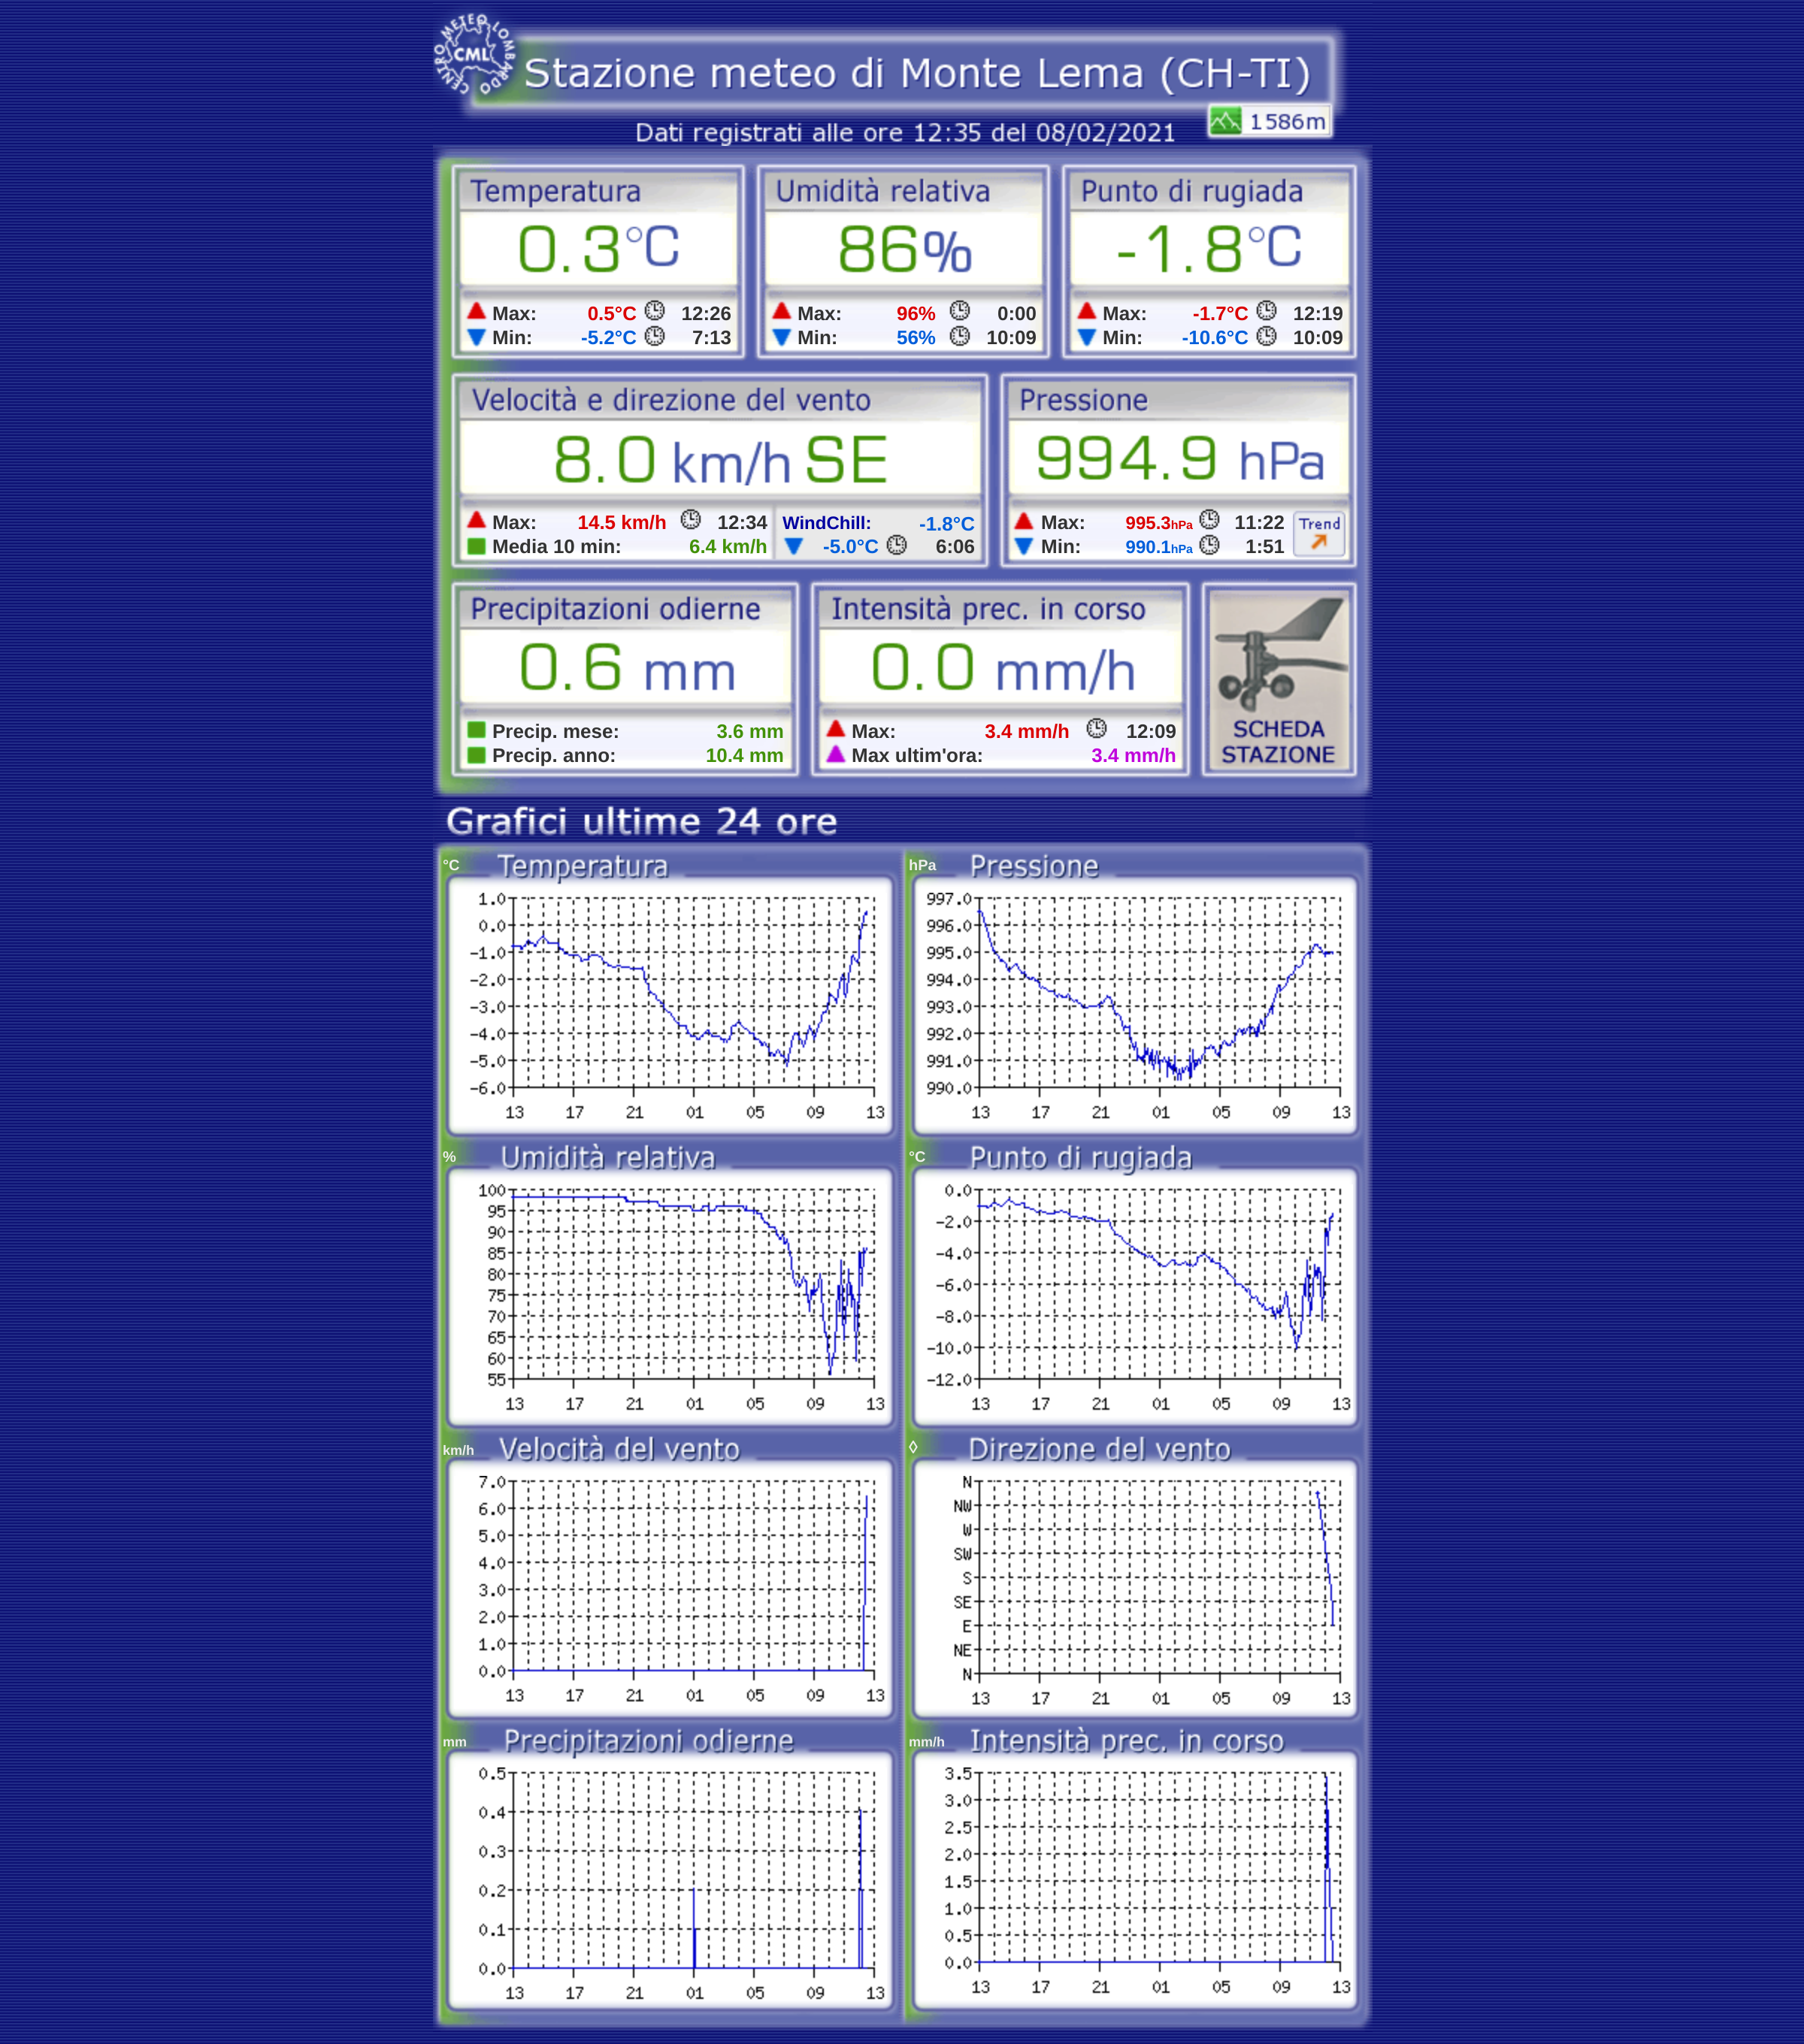 CENTRO METEO LOMBARDO
CML
Stazione meteo di Monte Lema (CH-TI)
1586m
Dati registrati alle ore 12:35 del 08/02/2021
Temperatura
0.3°C
Max: 0.5°C 12:26
Min: -5.2°C 7:13
Umidità relativa
86%
Max: 96% 0:00
Min: 56% 10:09
Punto di rugiada
-1.8°C
Max: -1.7°C 12:19
Min: -10.6°C 10:09
Velocità e direzione del vento
8.0 km/h SE
Max: 14.5 km/h 12:34
Media 10 min: 6.4 km/h
WindChill: -1.8°C
-5.0°C 6:06
Pressione
994.9 hPa
Max: 995.3hPa 11:22
Min: 990.1hPa 1:51
Trend
Precipitazioni odierne
0.6 mm
Precip. mese: 3.6 mm
Precip. anno: 10.4 mm
Intensità prec. in corso
0.0 mm/h
Max: 3.4 mm/h 12:09
Max ultim'ora: 3.4 mm/h
SCHEDA
STAZIONE
Grafici ultime 24 ore
°C Temperatura
1.0
0.0
-1.0
-2.0
-3.0
-4.0
-5.0
-6.0
13 17 21 01 05 09 13
hPa Pressione
997.0
996.0
995.0
994.0
993.0
992.0
991.0
990.0
13 17 21 01 05 09 13
% Umidità relativa
100
95
90
85
80
75
70
65
60
55
13 17 21 01 05 09 13
°C Punto di rugiada
0.0
-2.0
-4.0
-6.0
-8.0
-10.0
-12.0
13 17 21 01 05 09 13
km/h Velocità del vento
7.0
6.0
5.0
4.0
3.0
2.0
1.0
0.0
13 17 21 01 05 09 13
◊ Direzione del vento
N
NW
W
SW
S
SE
E
NE
N
13 17 21 01 05 09 13
mm Precipitazioni odierne
0.5
0.4
0.3
0.2
0.1
0.0
13 17 21 01 05 09 13
mm/h Intensità prec. in corso
3.5
3.0
2.5
2.0
1.5
1.0
0.5
0.0
13 17 21 01 05 09 13